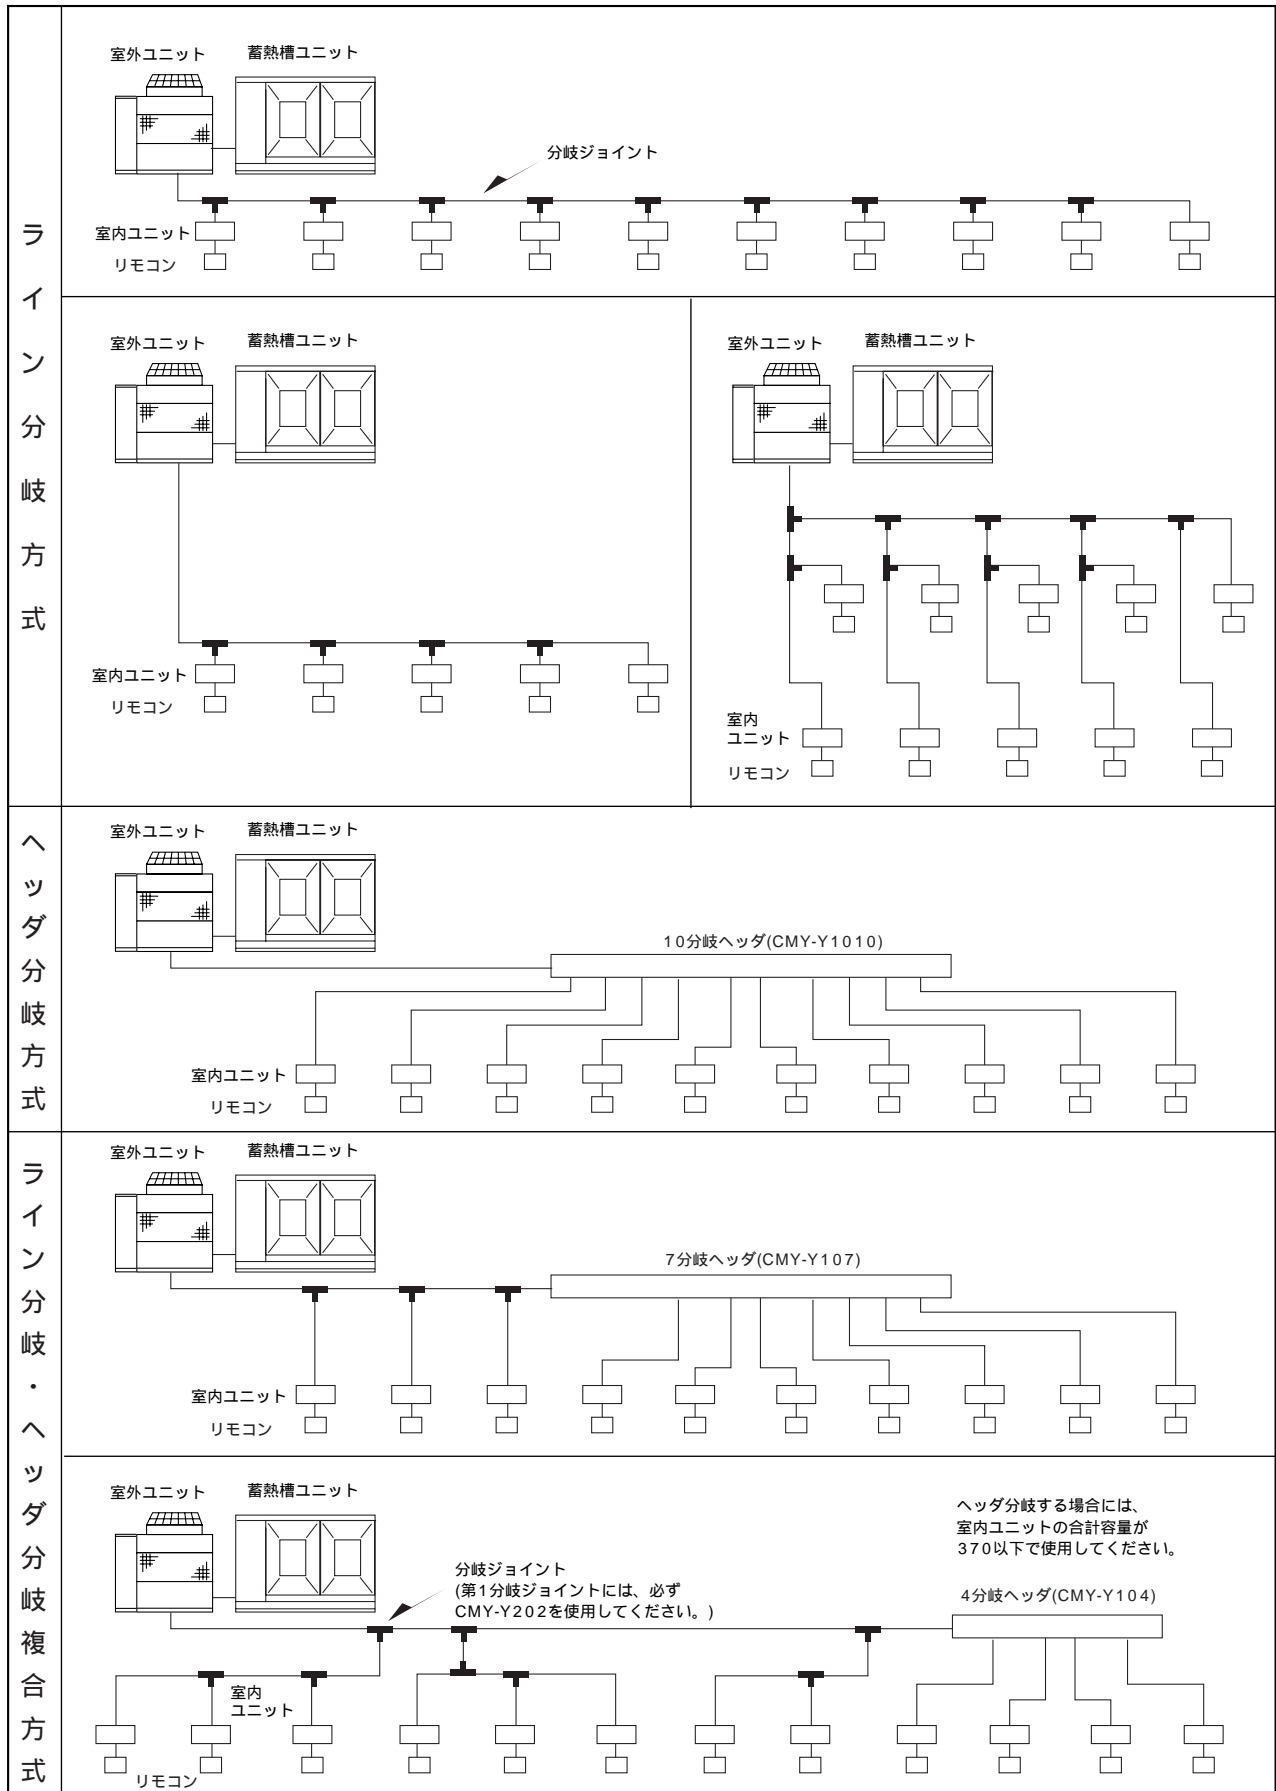 ライン分岐方式
室外ユニット
蓄熱槽ユニット
分岐ジョイント
室内ユニット
リモコン
室外ユニット
蓄熱槽ユニット
室内ユニット
リモコン
室外ユニット
蓄熱槽ユニット
室内
ユニット
リモコン
ヘッダ分岐方式
室外ユニット
蓄熱槽ユニット
10分岐ヘッダ(CMY-Y1010)
室内ユニット
リモコン
ライン分岐・ヘッダ分岐複合方式
室外ユニット
蓄熱槽ユニット
7分岐ヘッダ(CMY-Y107)
室内ユニット
リモコン
室外ユニット
蓄熱槽ユニット
分岐ジョイント
(第1分岐ジョイントには、必ず
CMY-Y202を使用してください。)
ヘッダ分岐する場合には、
室内ユニットの合計容量が
370以下で使用してください。
4分岐ヘッダ(CMY-Y104)
室内
ユニット
リモコン